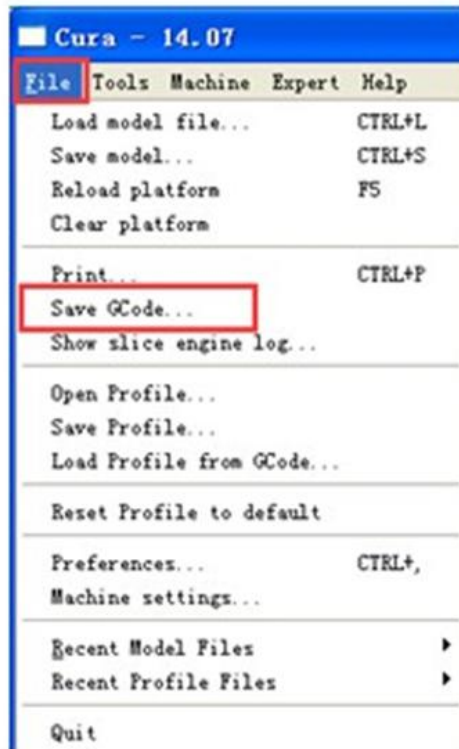 Cura - 14.07
File Tools Machine Expert Help
Load model file... CTRL+L
Save model... CTRL+S
Reload platform F5
Clear platform
Print... CTRL+P
Save GCode...
Show slice engine log...
Open Profile...
Save Profile...
Load Profile from GCode...
Reset Profile to default
Preferences... CTRL+,
Machine settings...
Recent Model Files
Recent Profile Files
Quit